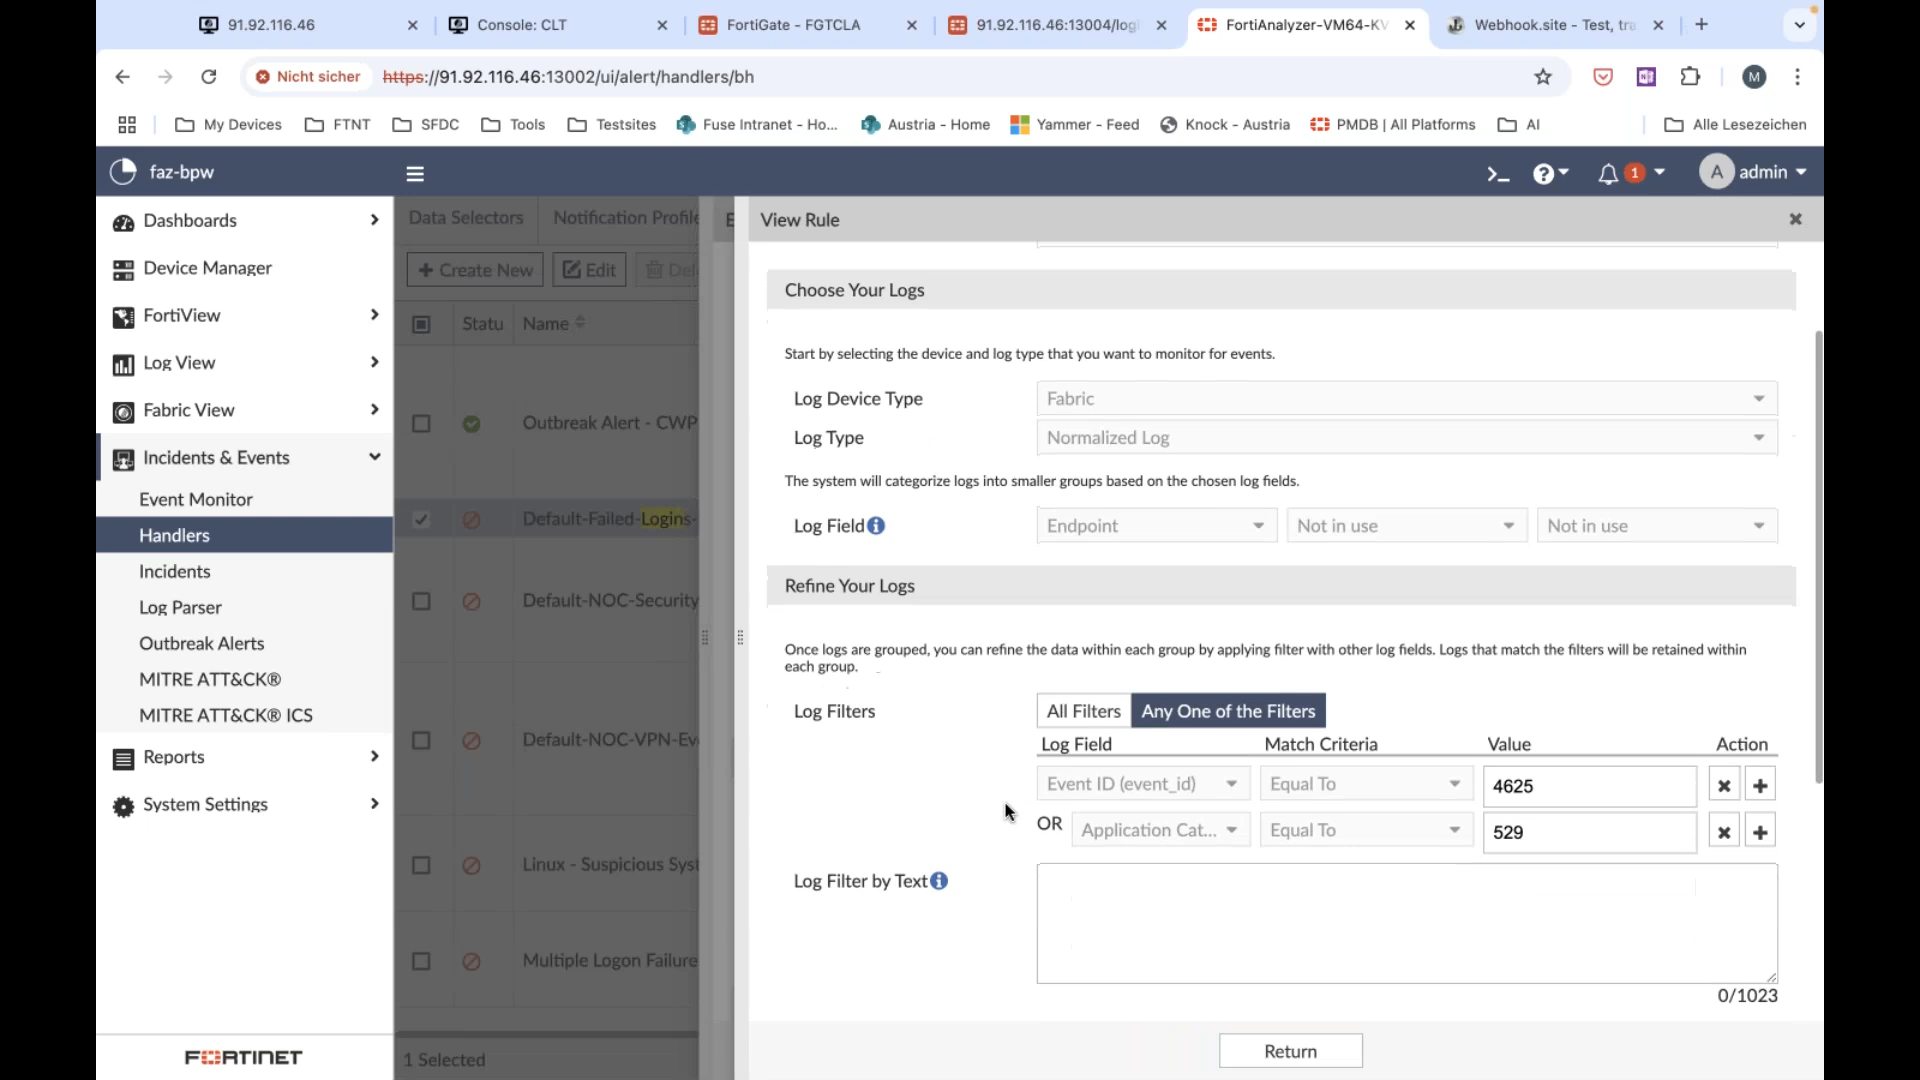 91.92.116.46
Console: CLT
FortiGate - FGTCLA
91.92.116.46:13004/logi
FortiAnalyzer-VM64-KV
Webhook.site - Test, tra
Nicht sicher
https://91.92.116.46:13002/ui/alert/handlers/bh
M
My Devices
FTNT
SFDC
Tools
Testsites
Fuse Intranet - Ho...
Austria - Home
Yammer - Feed
Knock - Austria
PMDB | All Platforms
AI
Alle Lesezeichen
faz-bpw
1
A
admin
Dashboards
Device Manager
FortiView
Log View
Fabric View
Incidents & Events
Event Monitor
Handlers
Incidents
Log Parser
Outbreak Alerts
MITRE ATT&CK®
MITRE ATT&CK® ICS
Reports
System Settings
FORTINET
Data Selectors
Notification Profile
Create New
Edit
Del
Statu
Name
Outbreak Alert - CWP
Default-Failed-Logins-
Default-NOC-Security
Default-NOC-VPN-Ev
Linux - Suspicious Syst
Multiple Logon Failure
1 Selected
E
View Rule
Choose Your Logs
Start by selecting the device and log type that you want to monitor for events.
Log Device Type
Fabric
Log Type
Normalized Log
The system will categorize logs into smaller groups based on the chosen log fields.
Log Field
Endpoint
Not in use
Not in use
Refine Your Logs
Once logs are grouped, you can refine the data within each group by applying filter with other log fields. Logs that match the filters will be retained within
each group.
Log Filters
All Filters
Any One of the Filters
Log Field
Match Criteria
Value
Action
Event ID (event_id)
Equal To
4625
OR
Application Cat...
Equal To
529
Log Filter by Text
0/1023
Return